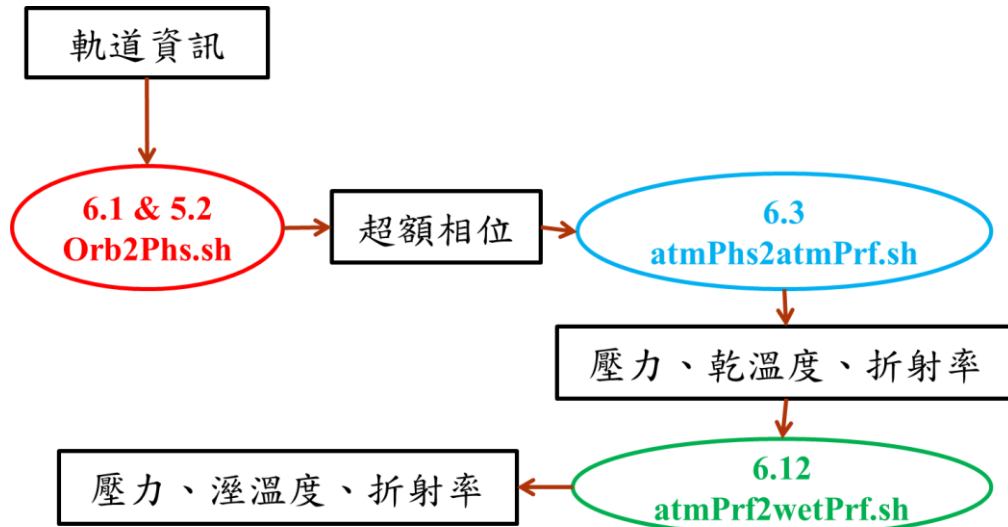 軌道資訊
6.1 & 5.2
Orb2Phs.sh
超額相位
6.3
atmPhs2atmPrf.sh
壓力、乾溫度、折射率
6.12
atmPrf2wetPrf.sh
壓力、溼溫度、折射率